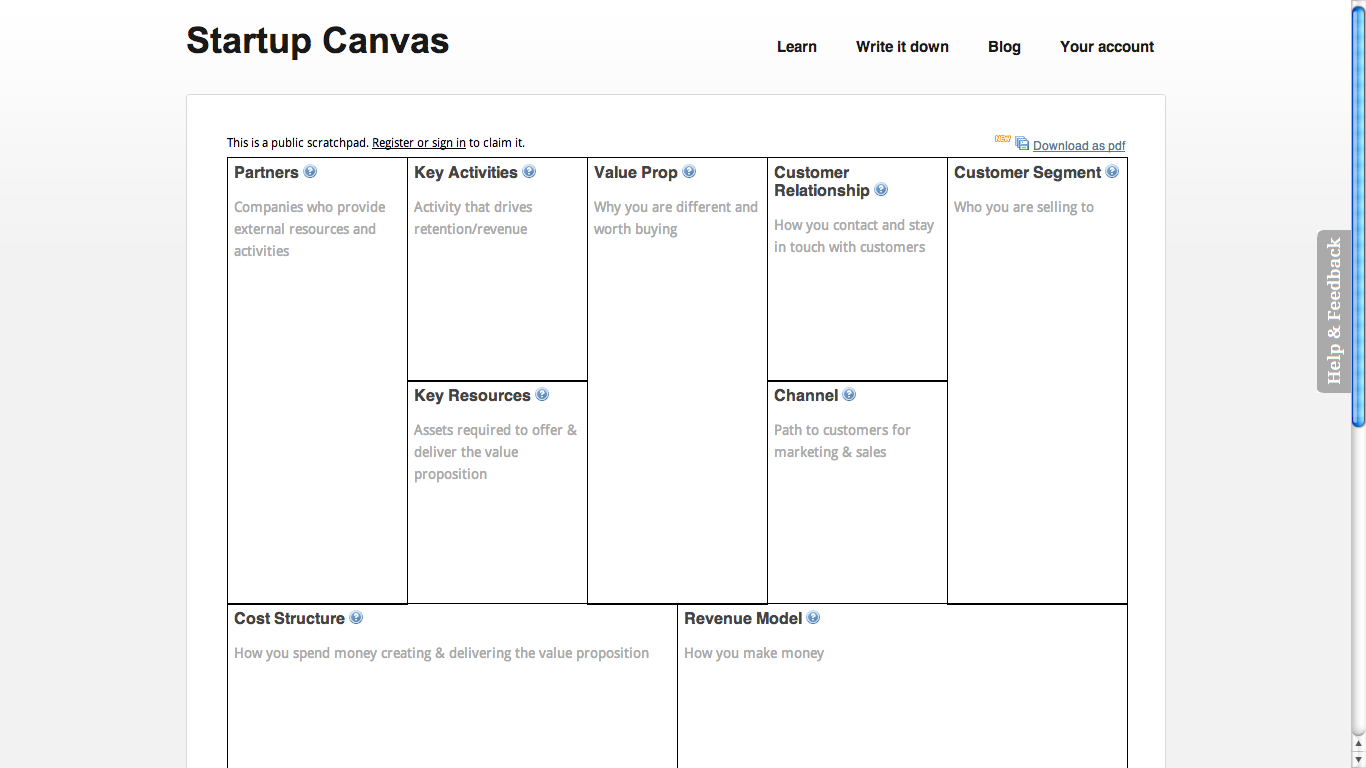 Startup Canvas
Learn
Write it down
Blog
Your account
This is a public scratchpad. Register or sign in to claim it.
NEW
Download as pdf
Partners
Companies who provide
external resources and
activities
Key Activities
Activity that drives
retention/revenue
Key Resources
Assets required to offer &
deliver the value
proposition
Value Prop
Why you are different and
worth buying
Customer
Relationship
How you contact and stay
in touch with customers
Channel
Path to customers for
marketing & sales
Customer Segment
Who you are selling to
Cost Structure
How you spend money creating & delivering the value proposition
Revenue Model
How you make money
Help & Feedback